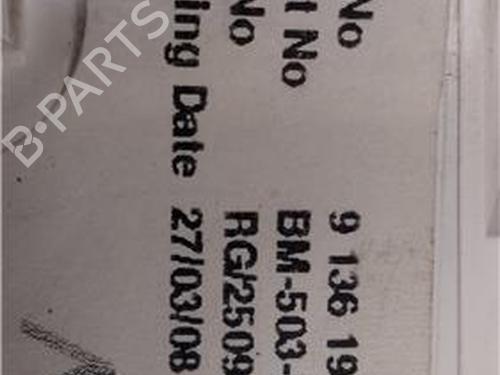 No 9 136 19
t No BM-503-
No RG/2509
ing Date 27/03/08
B-PARTS